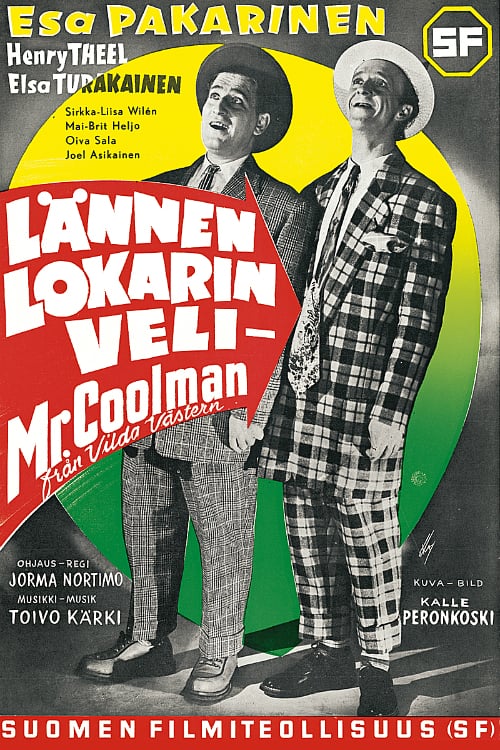 Esa PAKARINEN
SF
Henry THEEL
Elsa TURAKAINEN
Sirkka-Liisa Wilén
Mai-Brit Heljo
Oiva Sala
Joel Asikainen
LÄNNEN
LOKARIN
VELI–
Mr. Coolman
från Vilda Västern
OHJAUS – REGI
JORMA NORTIMO
MUSIKKI – MUSIK
TOIVO KÄRKI
KUVA – BILD
KALLE
PERONKOSKI
SUOMEN FILMITEOLLISUUS (SF)